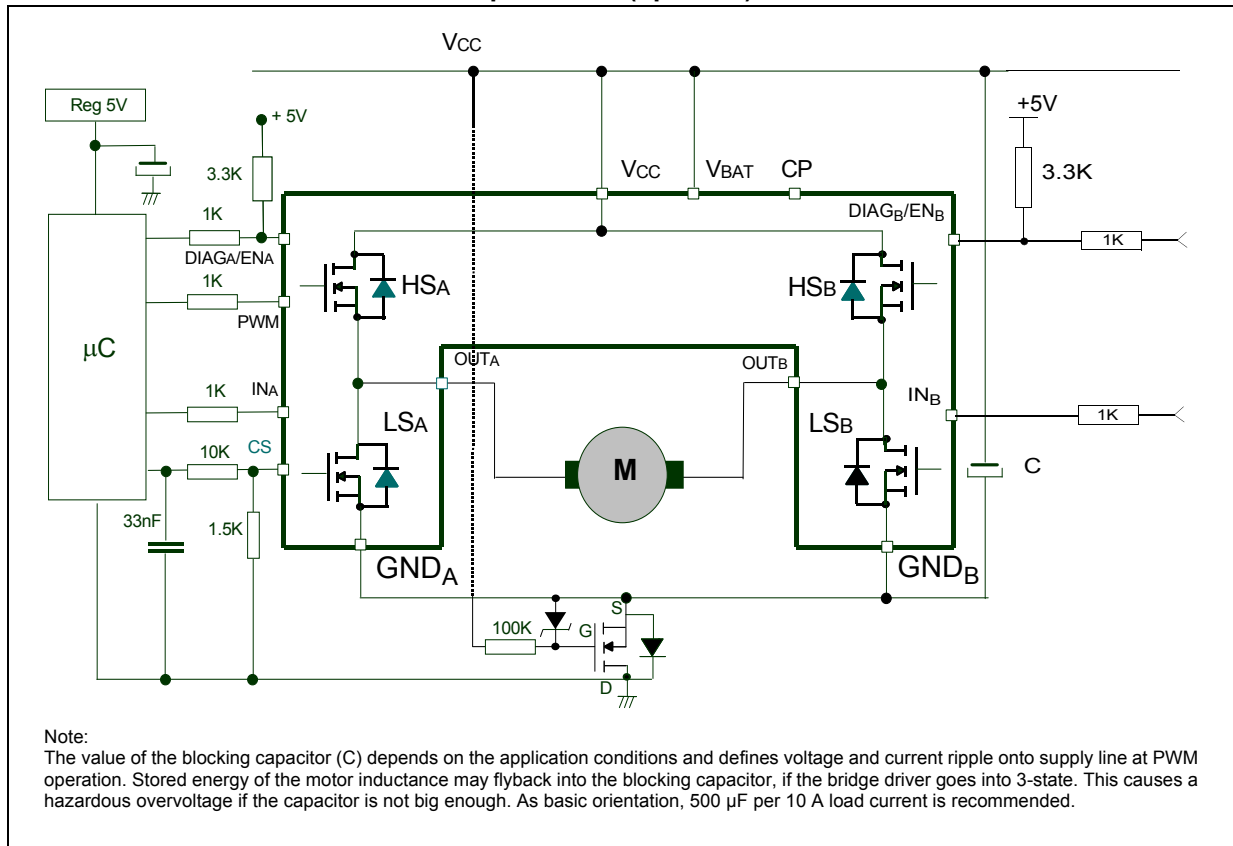 VCC
Reg 5V
+ 5V
+5V
3.3K
VCC
VBAT
CP
3.3K
1K
DIAGA/ENA
DIAGB/ENB
1K
HSA
HSB
1K
PWM
µC
OUTA
OUTB
1K
INA
INB
1K
LSA
LSB
CS
10K
M
C
33nF
1.5K
GNDA
GNDB
S
100K
G
D
Note:
The value of the blocking capacitor (C) depends on the application conditions and defines voltage and current ripple onto supply line at PWM
operation. Stored energy of the motor inductance may flyback into the blocking capacitor, if the bridge driver goes into 3-state. This causes a
hazardous overvoltage if the capacitor is not big enough. As basic orientation, 500 µF per 10 A load current is recommended.